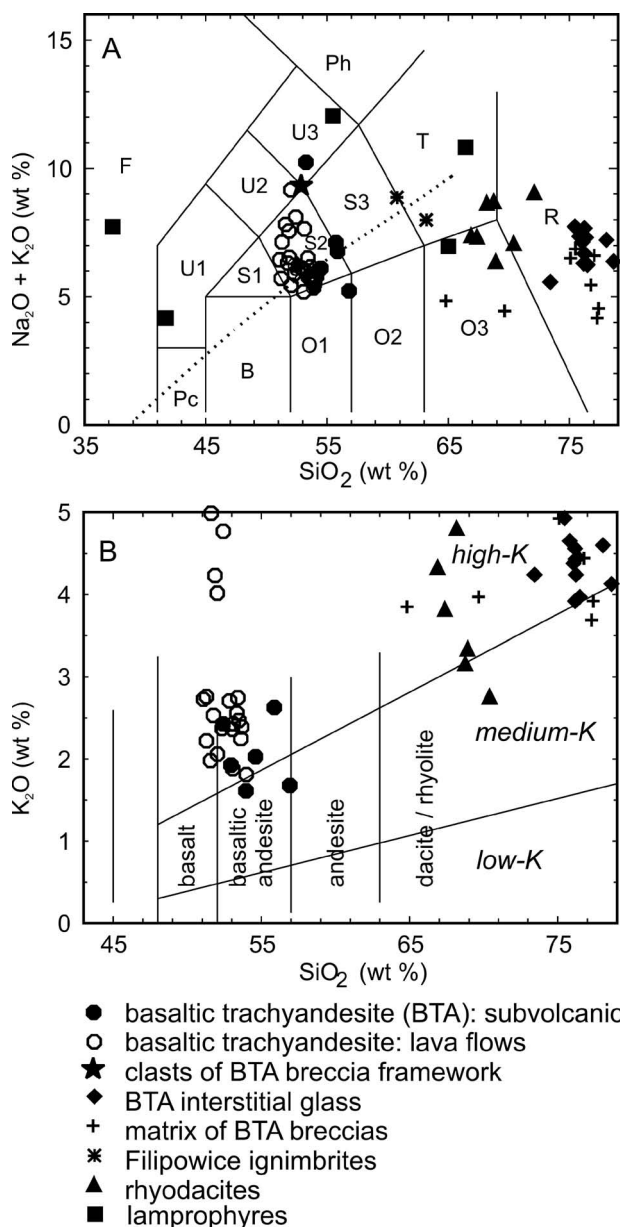 A
15
10
5
0
Na₂O + K₂O (wt %)
Ph
U3
F
T
U2
S3
R
S2
U1
S1
O3
O2
O1
B
Pc
35
45
55
65
75
SiO₂ (wt %)
B
5
4
3
2
1
0
K₂O (wt %)
high-K
medium-K
low-K
basalt
basaltic
andesite
andesite
dacite / rhyolite
45
55
65
75
SiO₂ (wt %)
basaltic trachyandesite (BTA): subvolcanic
basaltic trachyandesite: lava flows
clasts of BTA breccia framework
BTA interstitial glass
matrix of BTA breccias
Filipowice ignimbrites
rhyodacites
lamprophyres